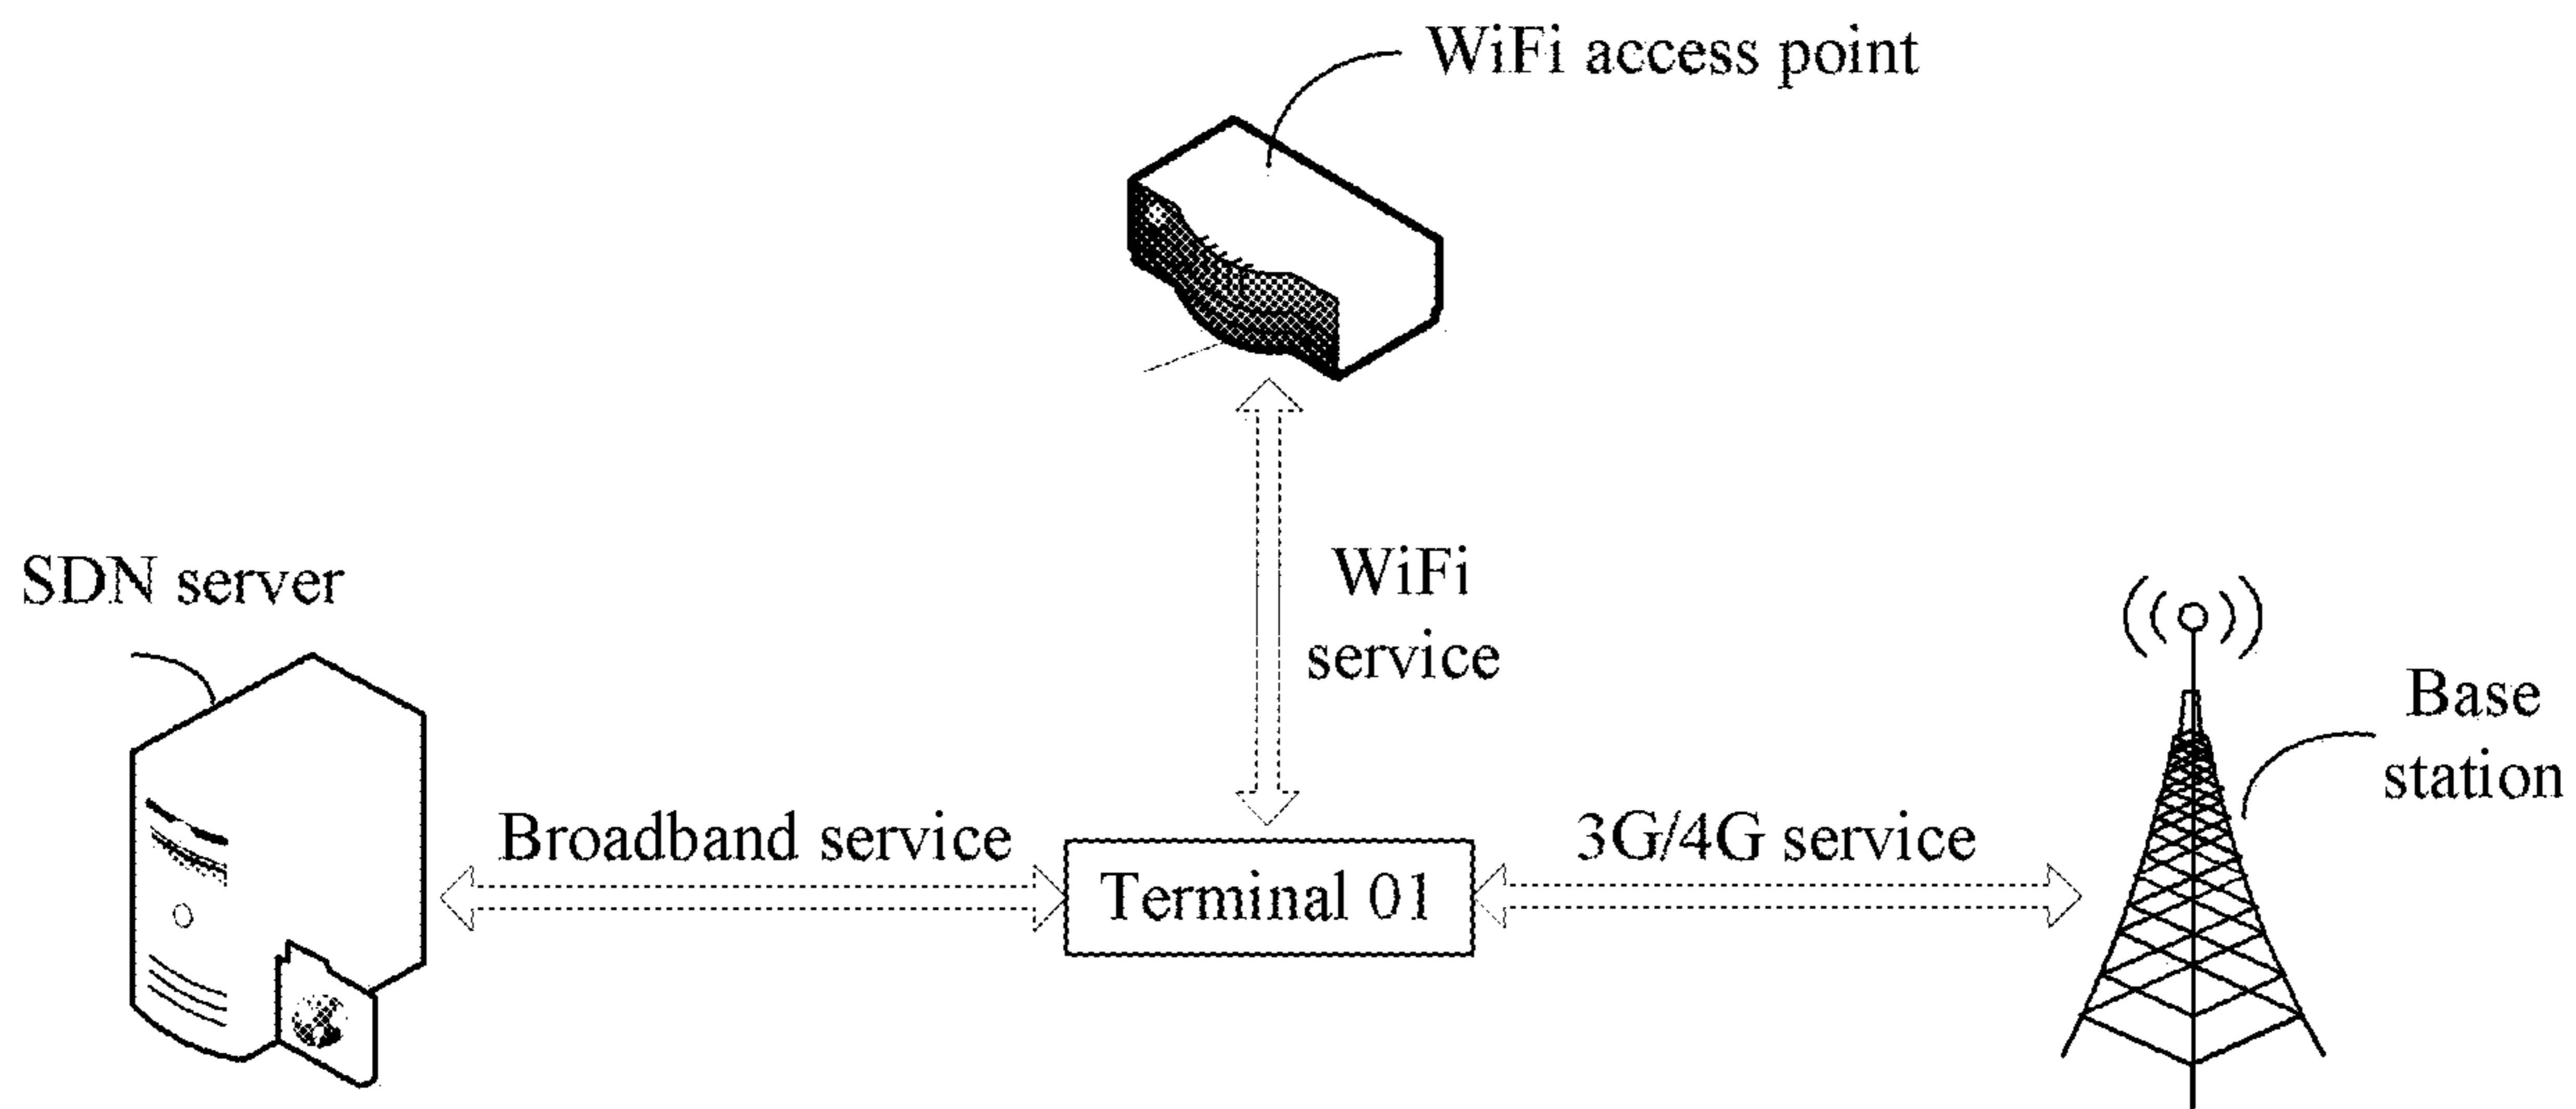 WiFi access point
WiFi
service
SDN server
Base
station
Broadband service
3G/4G service
Terminal 01